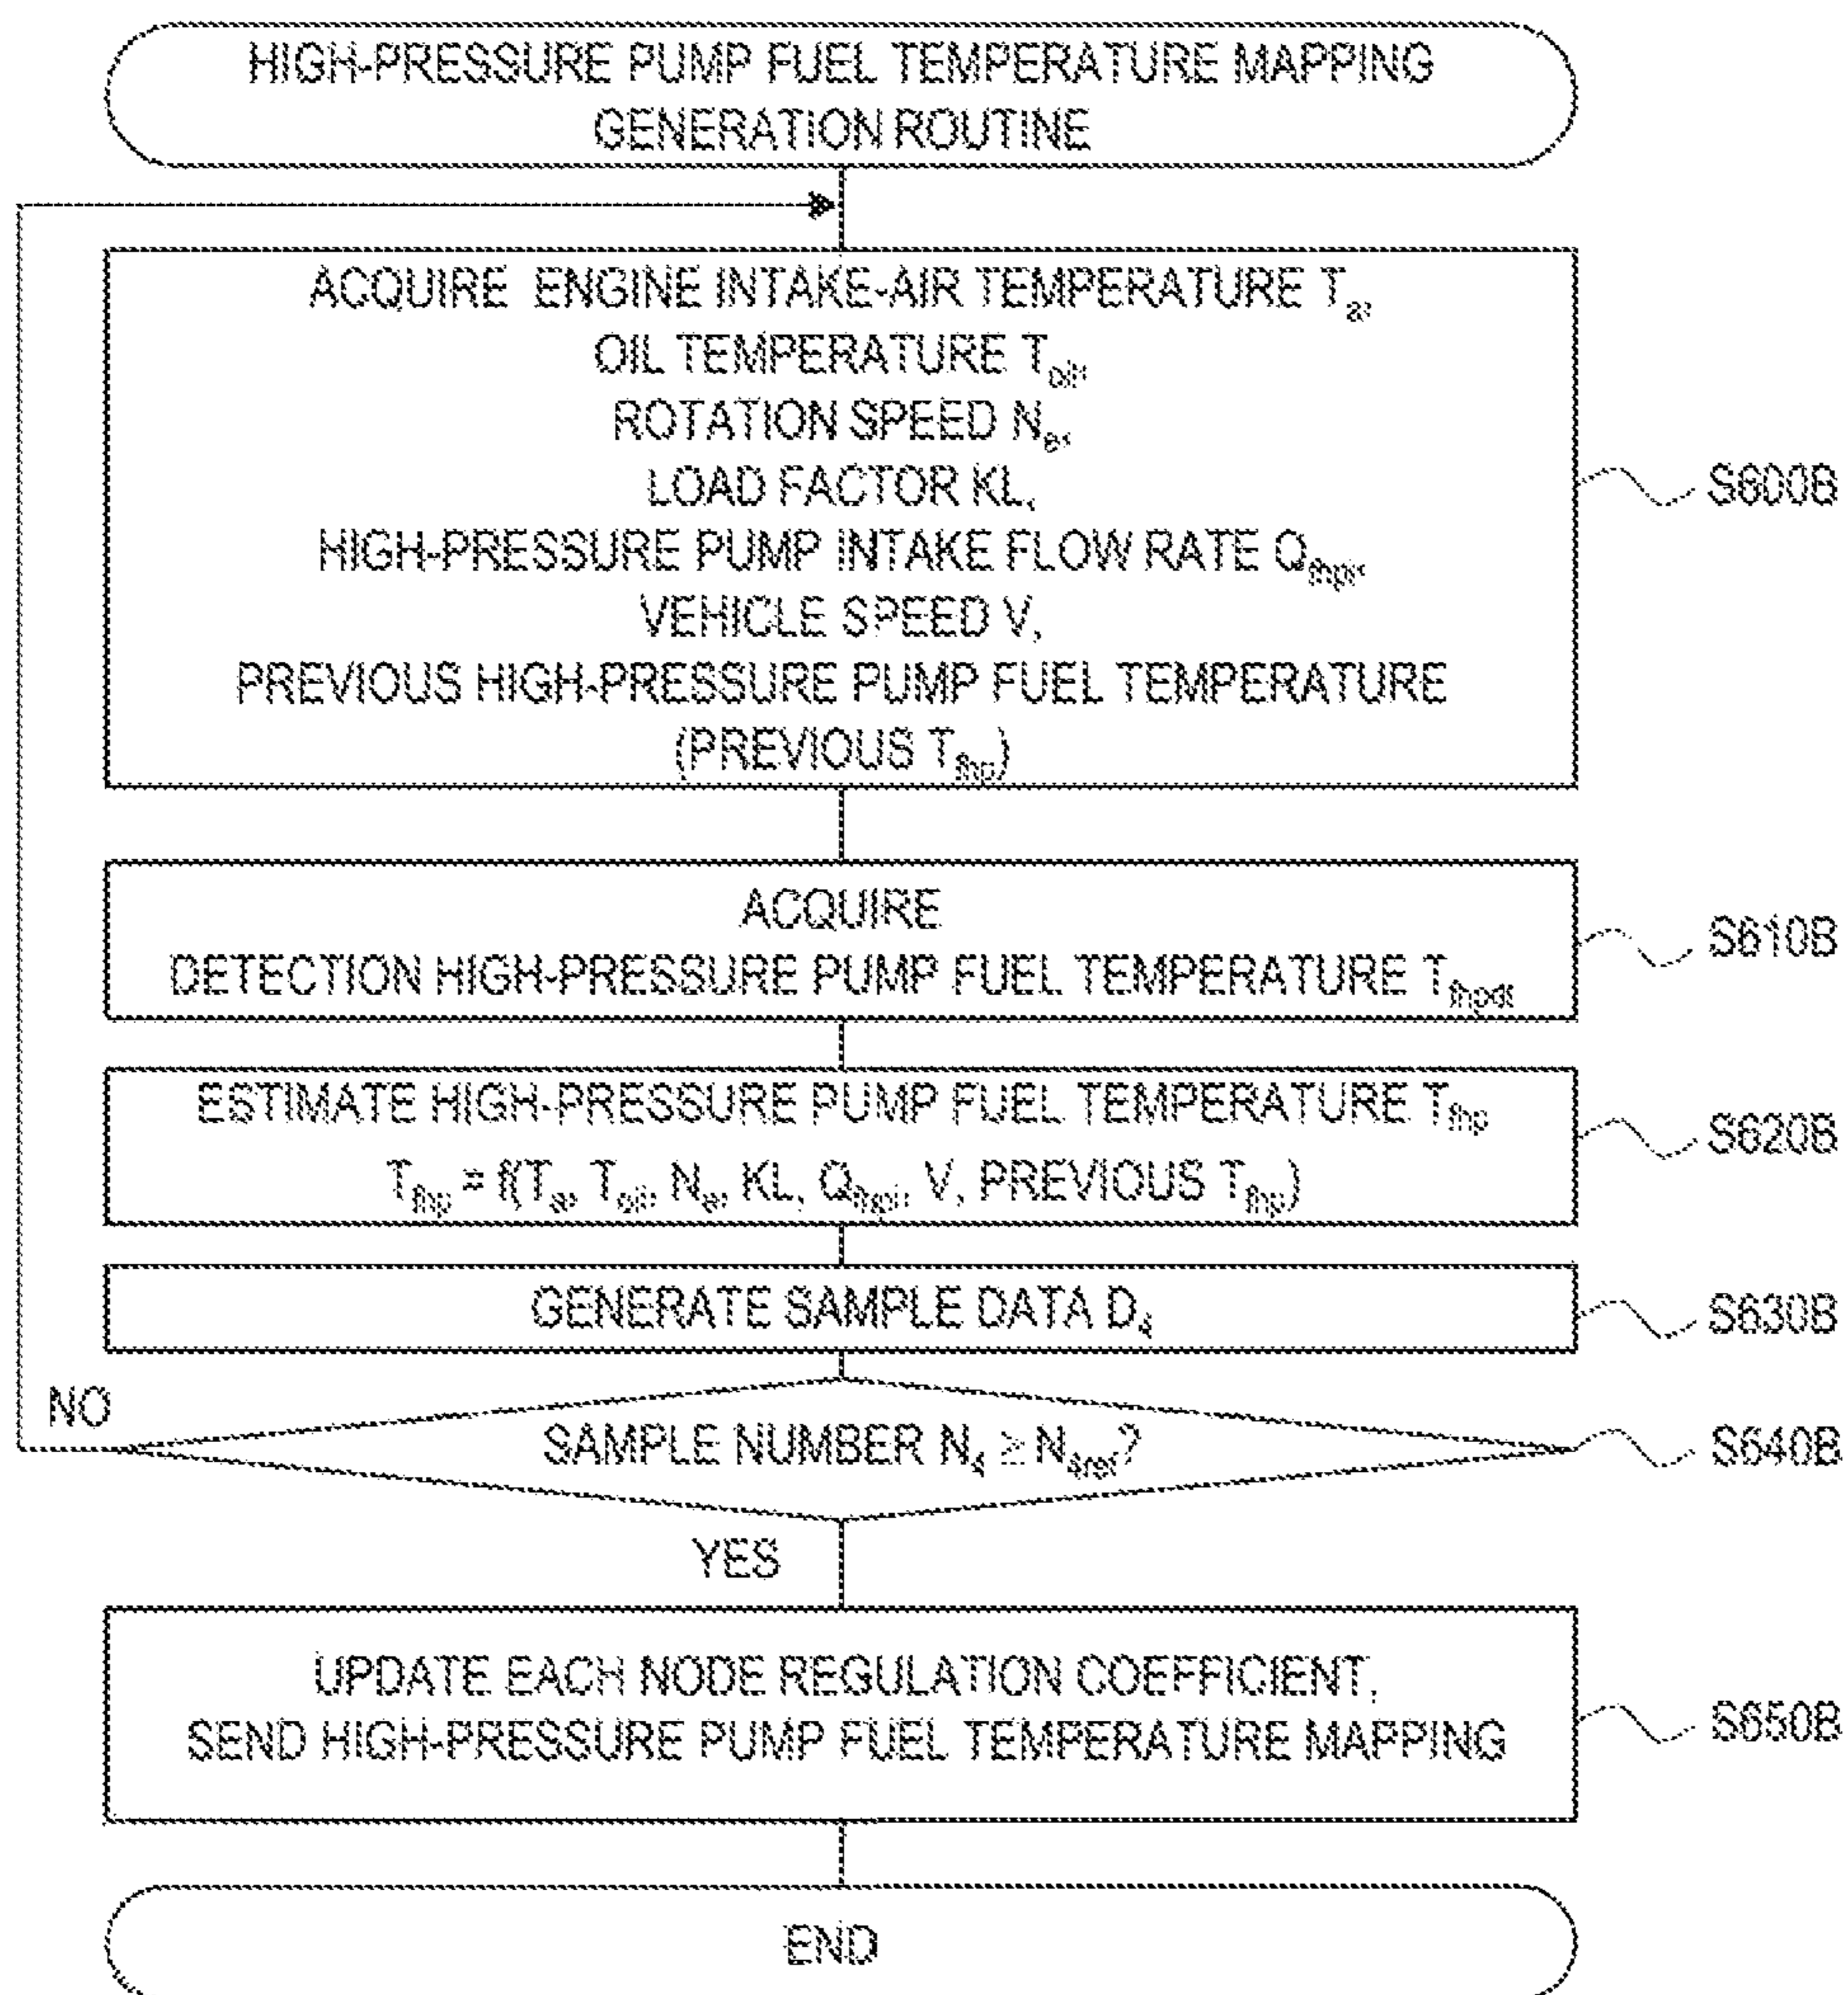 HIGH-PRESSURE PUMP FUEL TEMPERATURE MAPPING
GENERATION ROUTINE
ACQUIRE ENGINE INTAKE-AIR TEMPERATURE Ta,
OIL TEMPERATURE Toil,
ROTATION SPEED Ne,
LOAD FACTOR KL,
HIGH-PRESSURE PUMP INTAKE FLOW RATE Qfhpi,
VEHICLE SPEED V,
PREVIOUS HIGH-PRESSURE PUMP FUEL TEMPERATURE
(PREVIOUS Tfhp)
S600B
ACQUIRE
DETECTION HIGH-PRESSURE PUMP FUEL TEMPERATURE Tfhpdt
S610B
ESTIMATE HIGH-PRESSURE PUMP FUEL TEMPERATURE Tfhp
Tfhp = f(Ta, Toil, Ne, KL, Qfhpi, V, PREVIOUS Tfhp)
S620B
GENERATE SAMPLE DATA D4
S630B
NO
SAMPLE NUMBER N4 ≥ N4ref?
S640B
YES
UPDATE EACH NODE REGULATION COEFFICIENT,
SEND HIGH-PRESSURE PUMP FUEL TEMPERATURE MAPPING
S650B
END